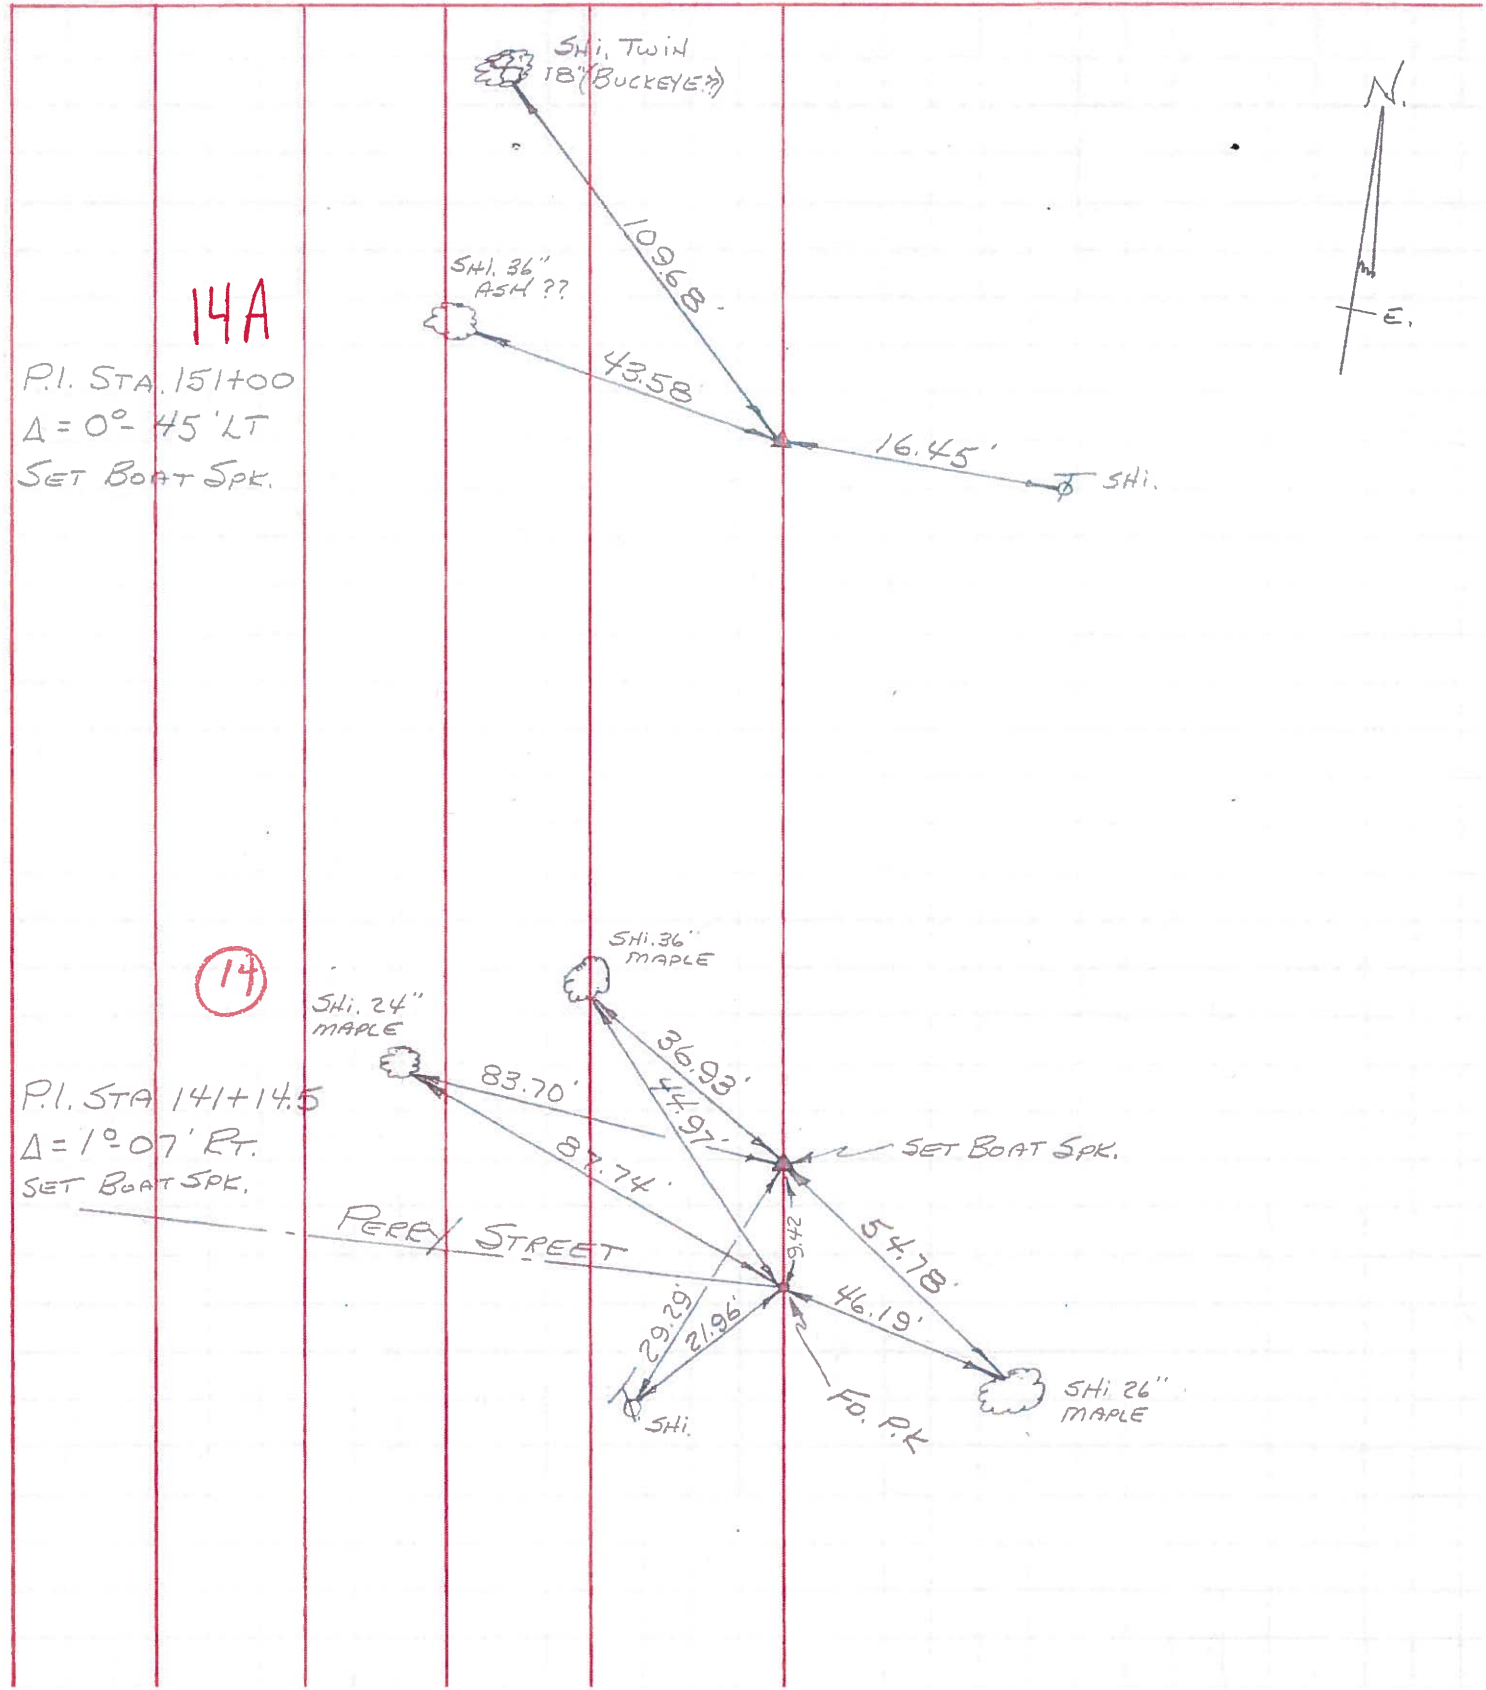 SHi. TWiN
18" (BUCKEYE?)
N.
109.68'
SHi. 36"
ASH ??
14A
E.
43.58'
P.I. STA. 151+00
Δ = 0°- 45' LT
SET BOAT SPK.
16.45'
SHi.
SHi. 36"
MAPLE
14
SHi. 24"
MAPLE
36.93'
83.70'
44.97'
P.I. STA 141+14.5
Δ = 1°-07' RT.
SET BOAT SPK.
SET BOAT SPK.
87.74'
PERRY STREET
9.42
54.78'
29.29'
21.96'
46.19'
SHi. 26"
MAPLE
FD. P.K
SHi.